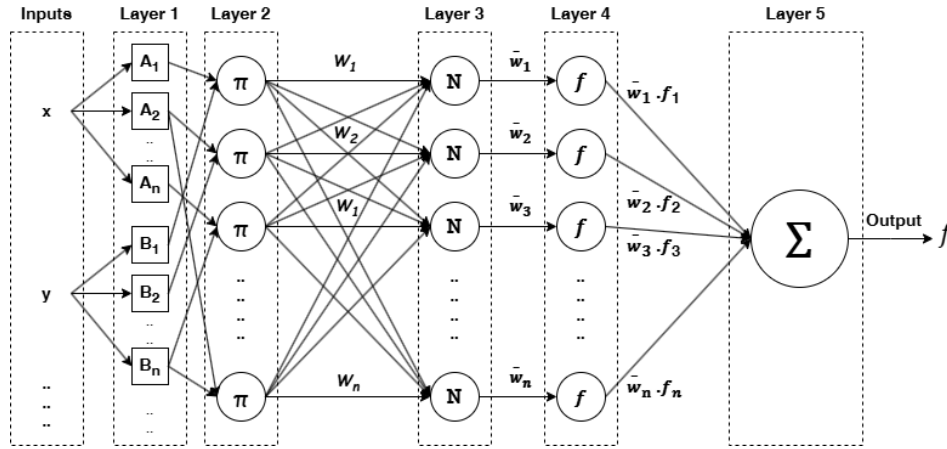 Inputs Layer 1 Layer 2 Layer 3 Layer 4 Layer 5
A₁ π W₁ N w̄₁ f w̄₁ . f₁
x A₂
.. ..
π W₂ N w̄₂ f
Aₙ
π W₁ N w̄₃ f w̄₂ . f₂
B₁ w̄₃ . f₃ Σ Output f
y B₂
.. ..
Bₙ
π Wₙ N w̄ₙ f w̄ₙ . fₙ